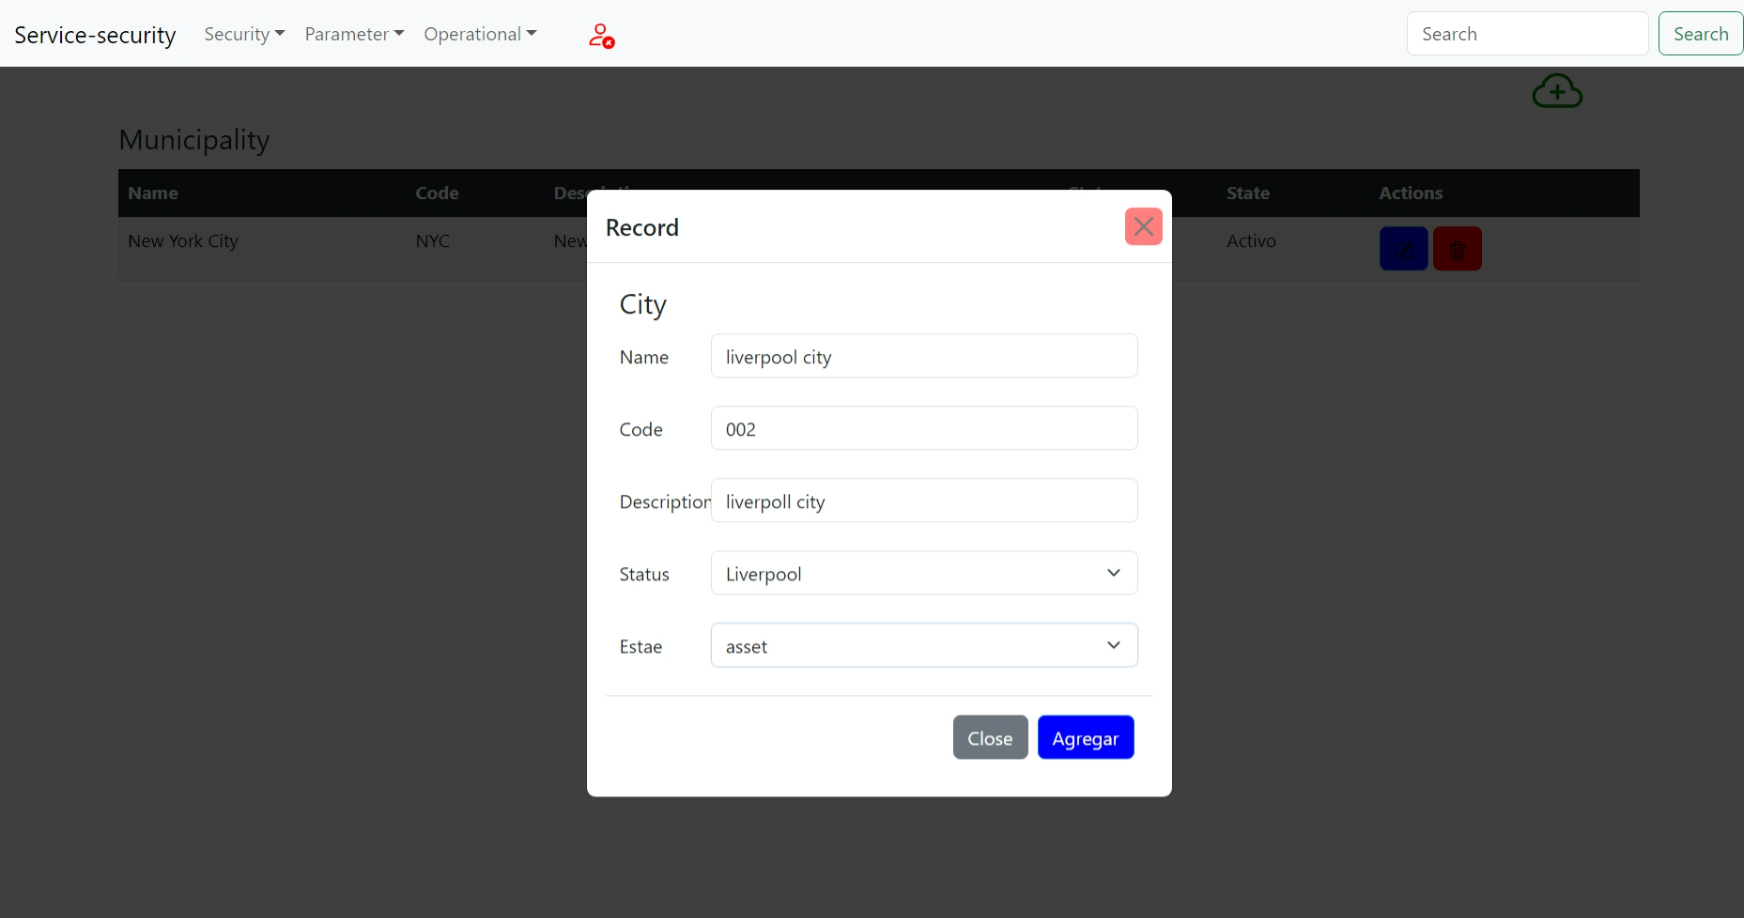 Service-security Security Parameter Operational Search Search
Municipality
Name Code State Actions
New York City NYC New Activo
Record
City
Name liverpool city
Code 002
Description liverpoll city
Status Liverpool
Estae asset
Close Agregar